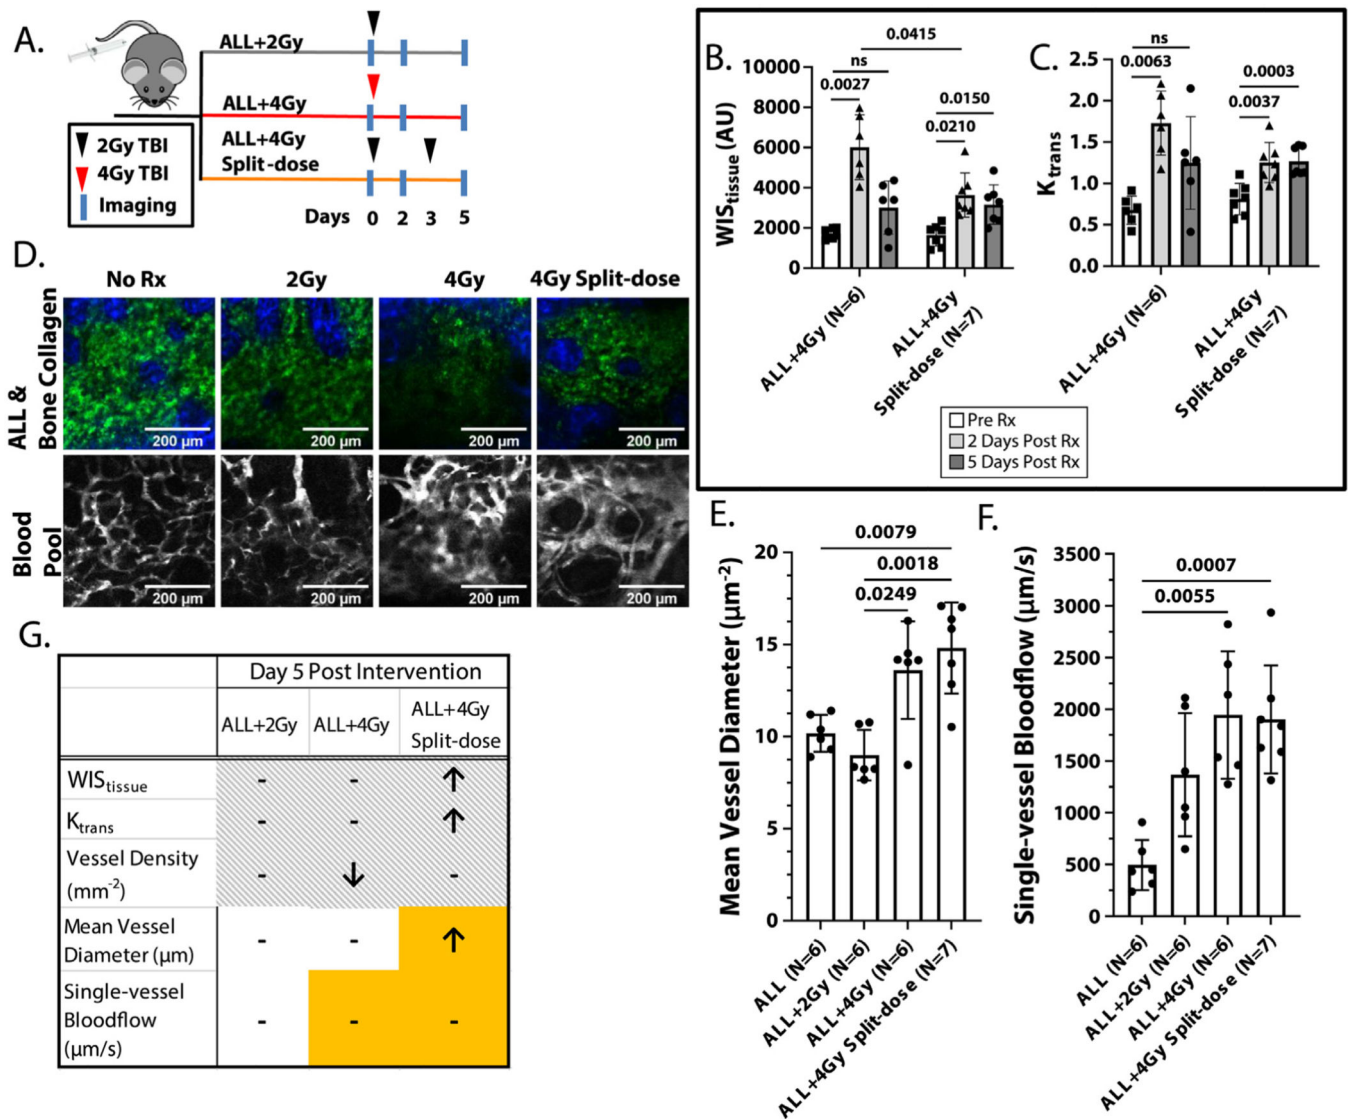 A.
ALL+2Gy
ALL+4Gy
ALL+4Gy
Split-dose
2Gy TBI
4Gy TBI
Imaging
Days 0 2 3 5
B.
WIStissue (AU)
10000
8000
6000
4000
2000
0
0.0415
ns
0.0027
0.0150
0.0210
ALL+4Gy (N=6)
ALL+4Gy
Split-dose (N=7)
C.
Ktrans
2.5
2.0
1.5
1.0
0.5
0.0
ns
0.0063
0.0003
0.0037
ALL+4Gy (N=6)
ALL+4Gy
Split-dose (N=7)
Pre Rx
2 Days Post Rx
5 Days Post Rx
D.
No Rx 2Gy 4Gy 4Gy Split-dose
ALL &
Bone Collagen
200 μm 200 μm 200 μm 200 μm
Blood
Pool
200 μm 200 μm 200 μm 200 μm
E.
Mean Vessel Diameter (μm⁻²)
20
15
10
5
0
0.0079
0.0018
0.0249
ALL (N=6)
ALL+2Gy (N=6)
ALL+4Gy (N=6)
ALL+4Gy Split-dose (N=7)
F.
Single-vessel Bloodflow (μm/s)
3500
3000
2500
2000
1500
1000
500
0
0.0007
0.0055
ALL (N=6)
ALL+2Gy (N=6)
ALL+4Gy (N=6)
ALL+4Gy Split-dose (N=7)
G.
Day 5 Post Intervention
ALL+2Gy ALL+4Gy ALL+4Gy
Split-dose
WIStissue - - ↑
Ktrans - - ↑
Vessel Density
(mm⁻²) - ↓ -
Mean Vessel
Diameter (μm) - - ↑
Single-vessel
Bloodflow - - -
(μm/s)